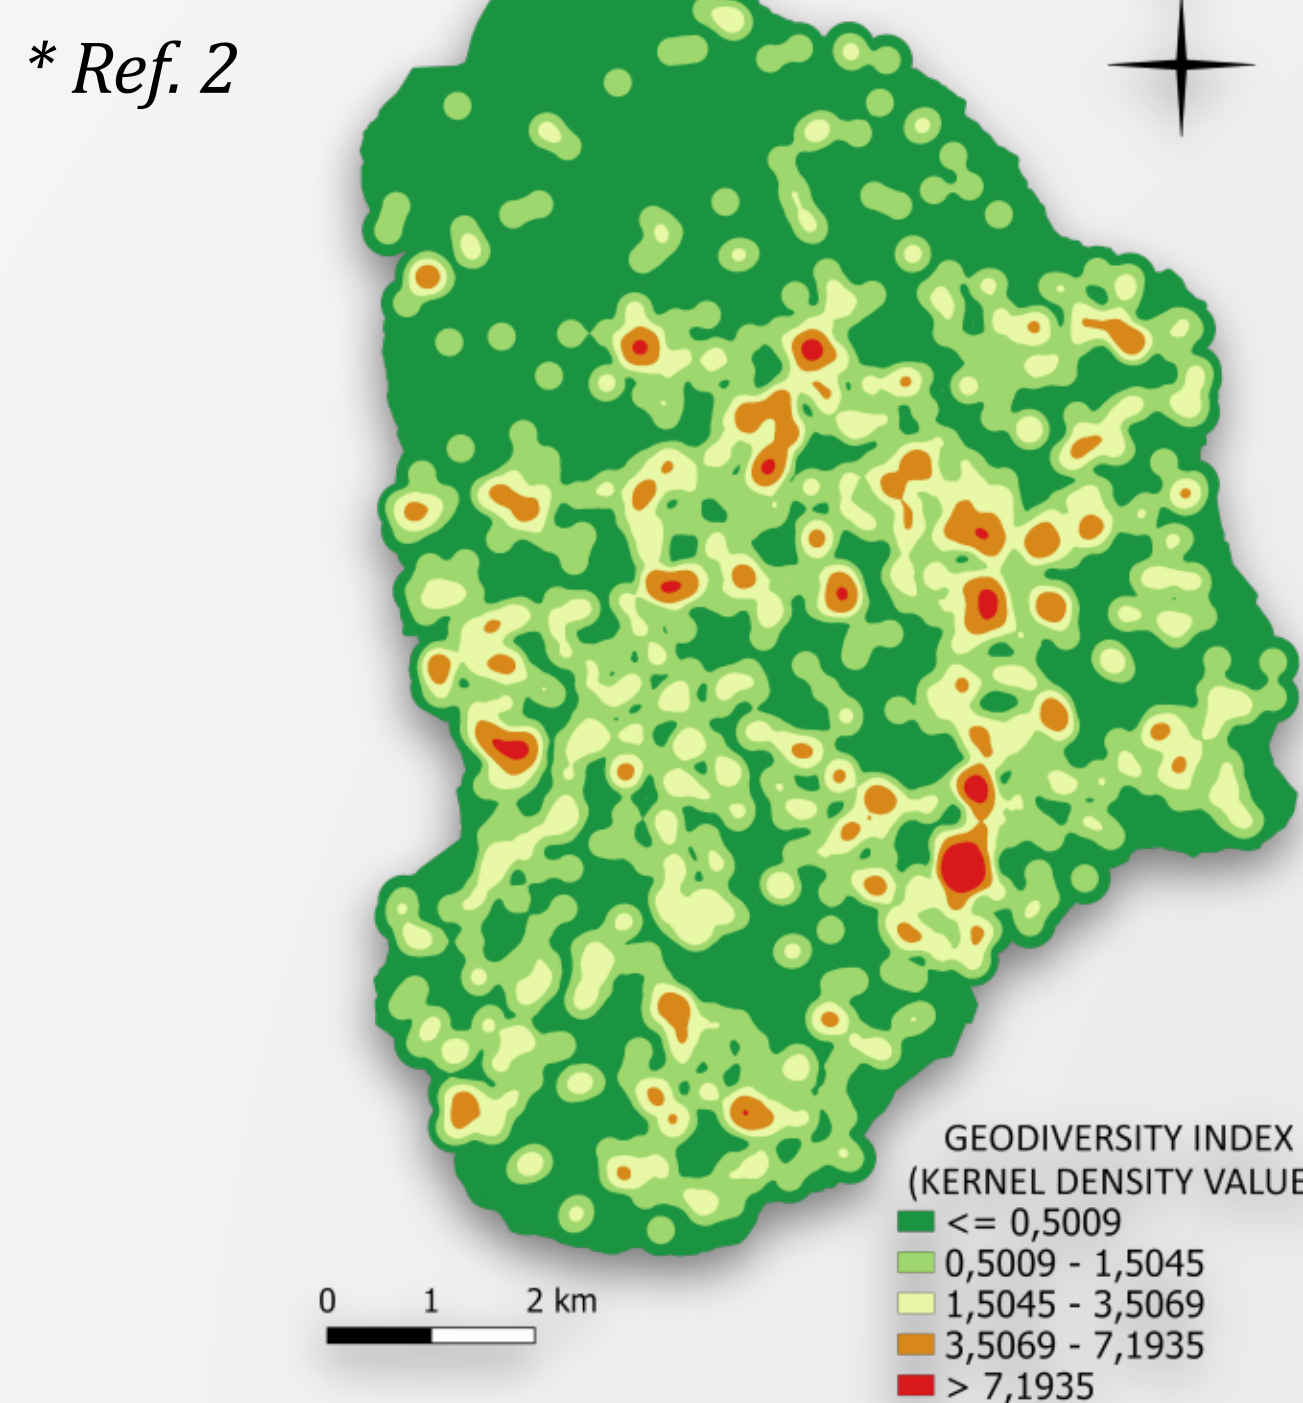 * Ref. 2
GEODIVERSITY INDEX
(KERNEL DENSITY VALUE
<= 0,5009
0,5009 - 1,5045
1,5045 - 3,5069
3,5069 - 7,1935
> 7,1935
0 1 2 km